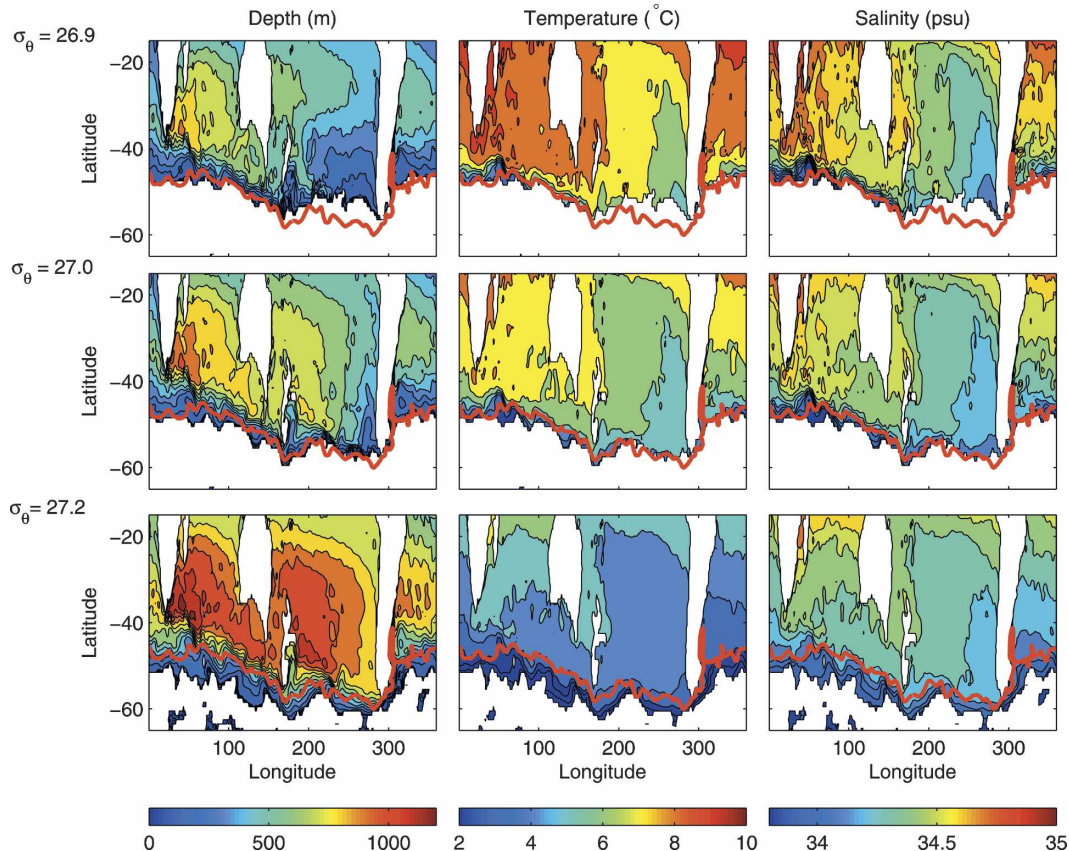 Depth (m) Temperature (°C) Salinity (psu)
σθ = 26.9
−20
−40
−60
Latitude
σθ = 27.0
−20
−40
−60
Latitude
σθ = 27.2
−20
−40
−60
Latitude
100 200 300 100 200 300 100 200 300
Longitude Longitude Longitude
0 500 1000 2 4 6 8 10 34 34.5 35